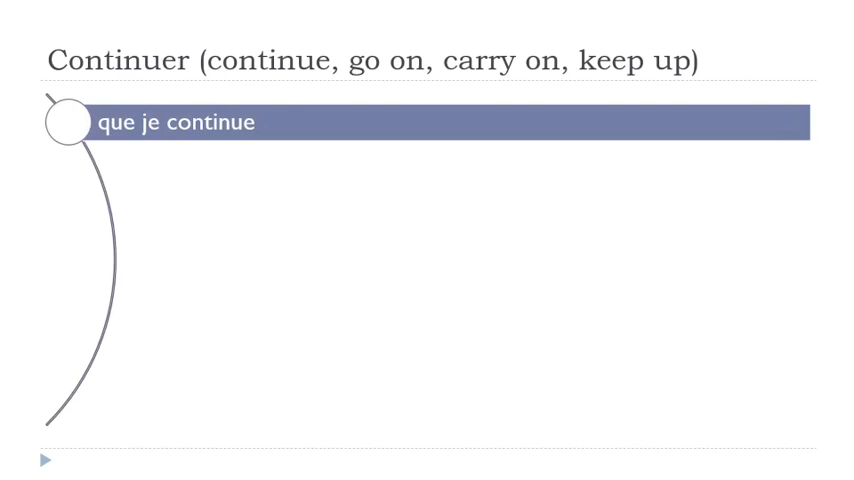 Continuer (continue, go on, carry on, keep up)
que je continue